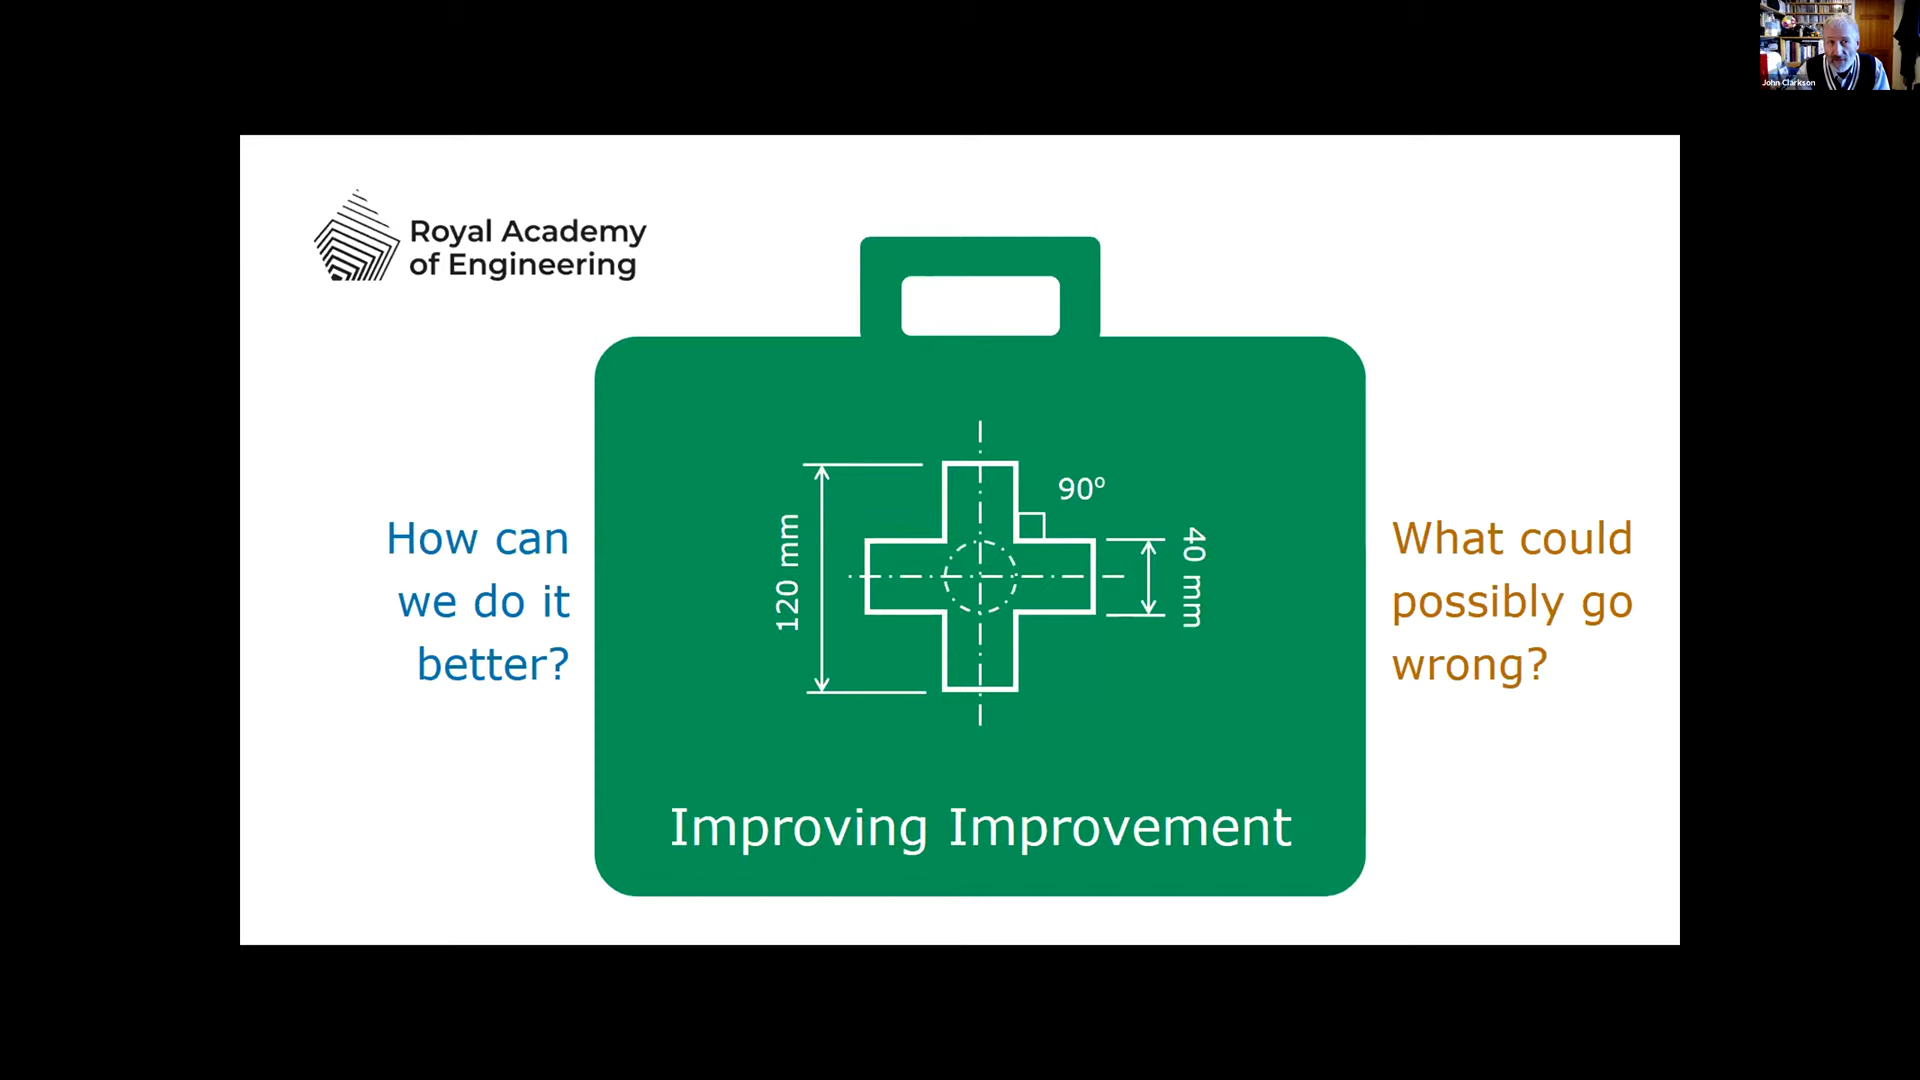 John Clarkson
Royal Academy
of Engineering
90º
120 mm
40 mm
How can
we do it
better?
What could
possibly go
wrong?
Improving Improvement